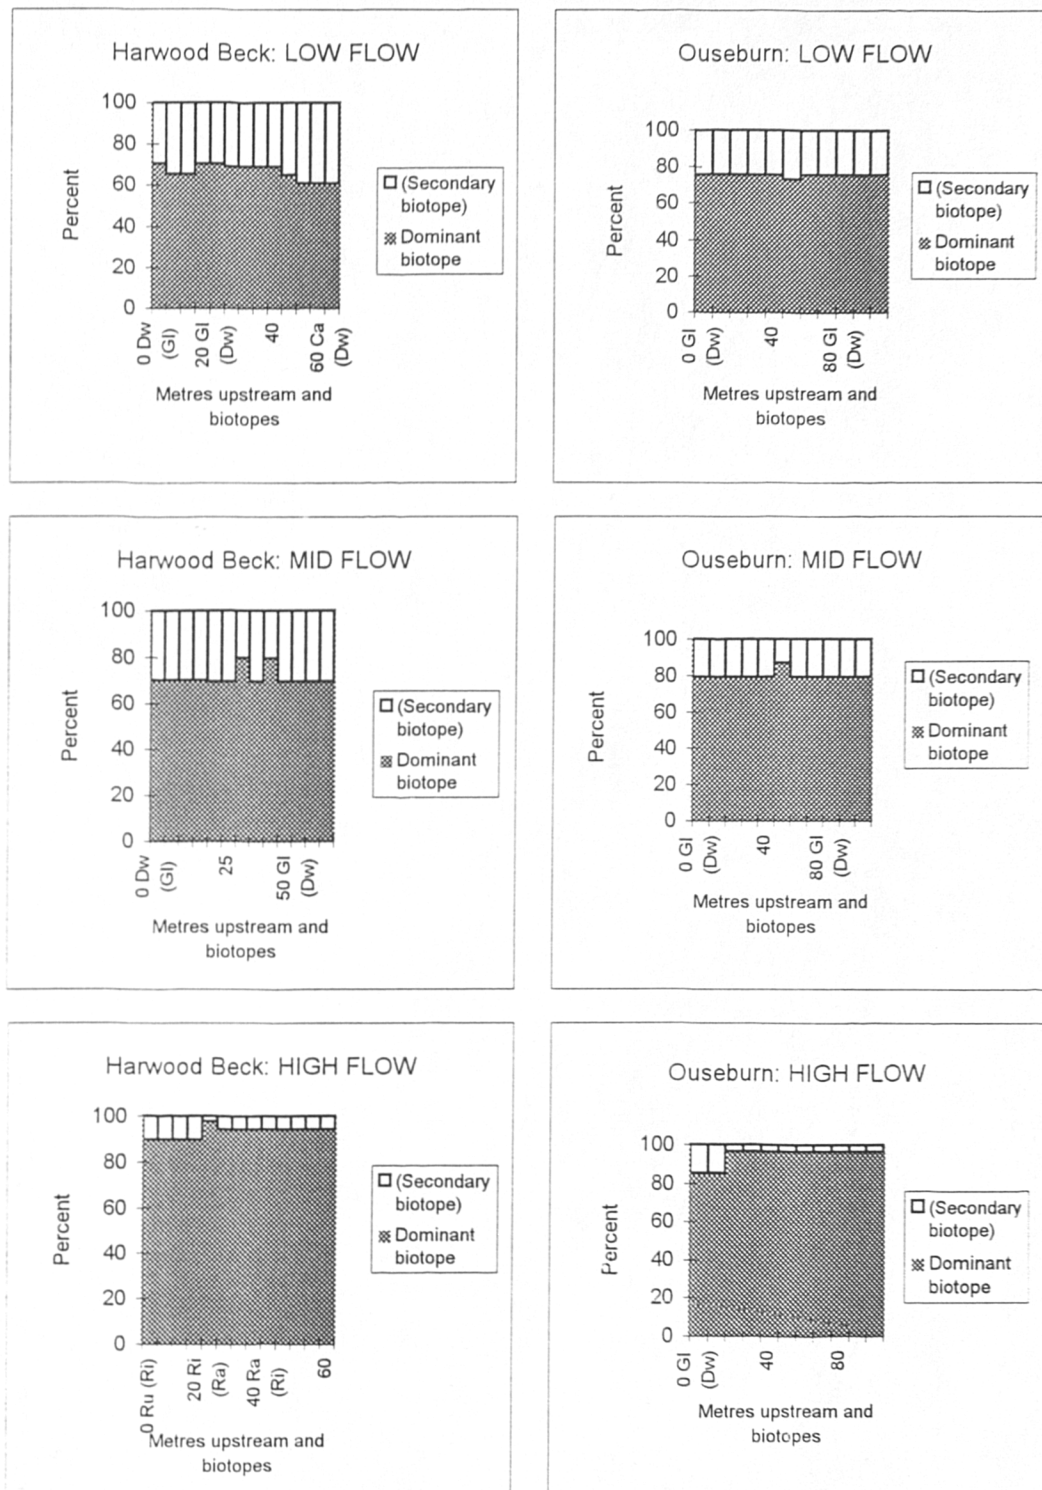 Harwood Beck: LOW FLOW
100
80
60
40
20
0
Percent
0 Dw
(Gl)
20 Gl
(Dw)
40
60 Ca
(Dw)
Metres upstream and
biotopes
(Secondary
biotope)
Dominant
biotope
Ouseburn: LOW FLOW
100
80
60
40
20
0
Percent
0 Gl
(Dw)
40
80 Gl
(Dw)
Metres upstream and
biotopes
(Secondary
biotope)
Dominant
biotope
Harwood Beck: MID FLOW
100
80
60
40
20
0
Percent
0 Dw
(Gl)
25
50 Gl
(Dw)
Metres upstream and
biotopes
(Secondary
biotope)
Dominant
biotope
Ouseburn: MID FLOW
100
80
60
40
20
0
Percent
0 Gl
(Dw)
40
80 Gl
(Dw)
Metres upstream and
biotopes
(Secondary
biotope)
Dominant
biotope
Harwood Beck: HIGH FLOW
100
80
60
40
20
0
Percent
0 Ru (Ri)
20 Ri
(Ra)
40 Ra
(Ri)
60
Metres upstream and
biotopes
(Secondary
biotope)
Dominant
biotope
Ouseburn: HIGH FLOW
100
80
60
40
20
0
Percent
0 Gl
(Dw)
40
80
Metres upstream and
biotopes
(Secondary
biotope)
Dominant
biotope